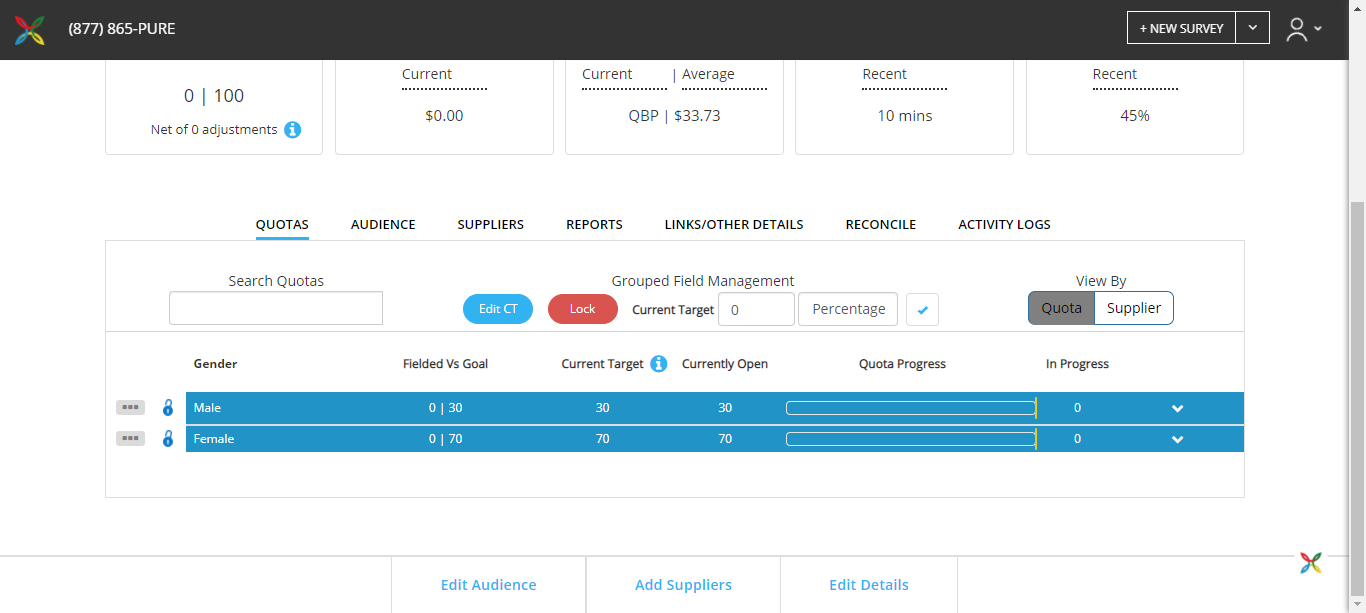 (877) 865-PURE
+ NEW SURVEY
0 | 100
Net of 0 adjustments
Current
$0.00
Current | Average
QBP | $33.73
Recent
10 mins
Recent
45%
QUOTAS AUDIENCE SUPPLIERS REPORTS LINKS/OTHER DETAILS RECONCILE ACTIVITY LOGS
Search Quotas Grouped Field Management View By
Edit CT Lock Current Target 0 Percentage Quota Supplier
Gender Fielded Vs Goal Current Target Currently Open Quota Progress In Progress
Male 0 | 30 30 30 0
Female 0 | 70 70 70 0
Edit Audience Add Suppliers Edit Details